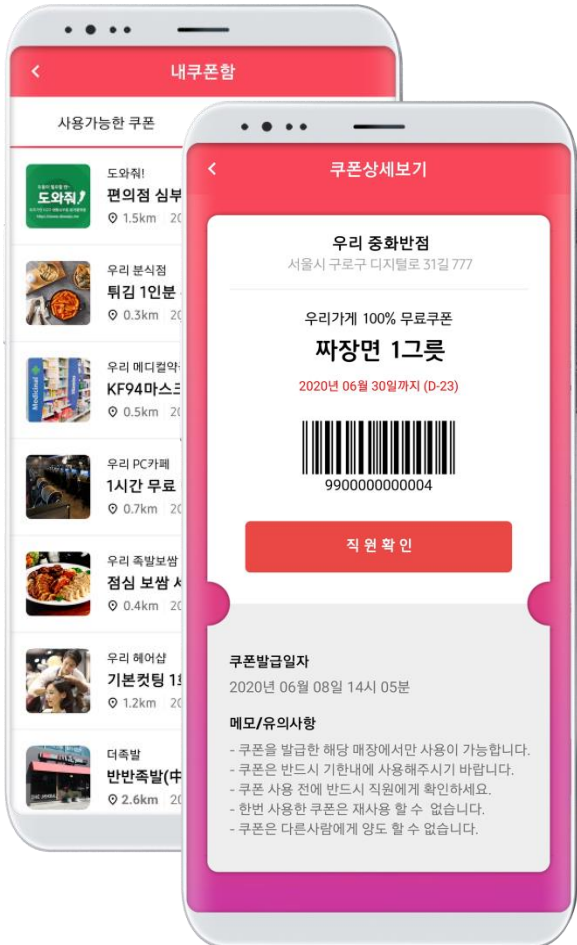 내쿠폰함
사용가능한 쿠폰
도와줘!
편의점 심부
1.5km
도와줘!
우리 분식점
튀김 1인분
0.3km
우리 메디컬약
KF94마스크
0.5km
Medicinal
우리 PC카페
1시간 무료
0.7km
우리 족발보쌈
점심 보쌈
0.4km
우리 헤어샵
기본컷팅
1.2km
더족발
반반족발(中
2.6km
쿠폰상세보기
우리 중화반점
서울시 구로구 디지털로 31길 777
우리가게 100% 무료쿠폰
짜장면 1그릇
2020년 06월 30일까지 (D-23)
9900000000004
직원확인
쿠폰발급일자
2020년 06월 08일 14시 05분
메모/유의사항
- 쿠폰을 발급한 해당 매장에서만 사용이 가능합니다.
- 쿠폰은 반드시 기한내에 사용해주시기 바랍니다.
- 쿠폰 사용 전에 반드시 직원에게 확인하세요.
- 한번 사용한 쿠폰은 재사용 할 수 없습니다.
- 쿠폰은 다른사람에게 양도 할 수 없습니다.